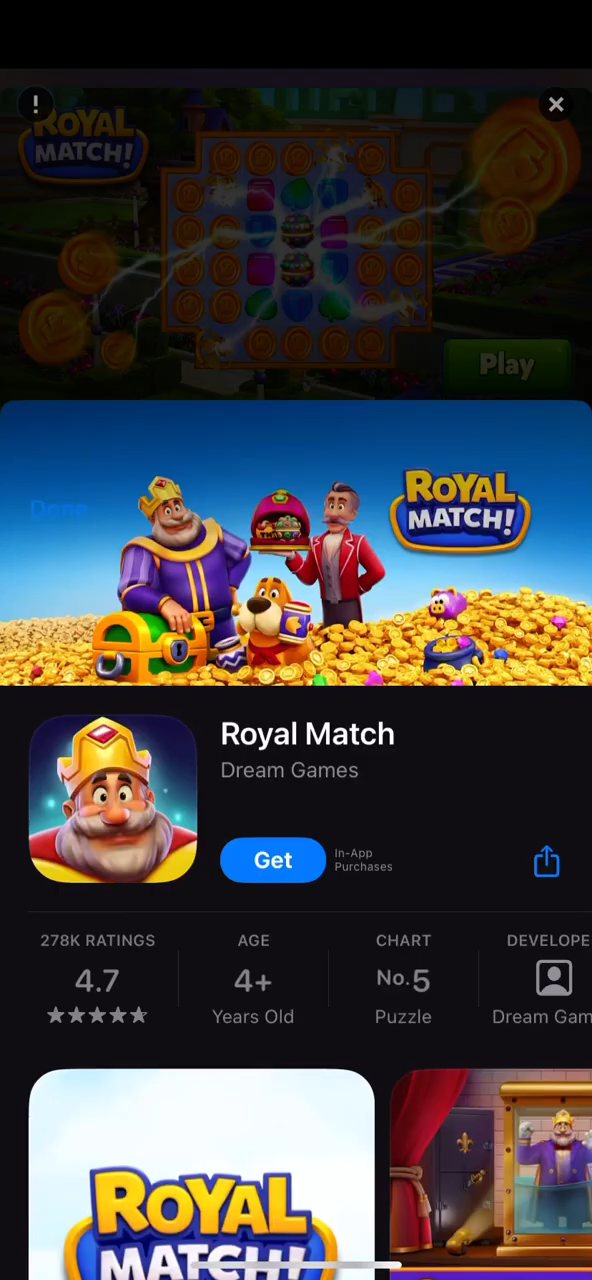 !
ROYAL
MATCH!
Play
Done
ROYAL
MATCH!
Royal Match
Dream Games
Get
In-App
Purchases
278K RATINGS
4.7
AGE
4+
Years Old
CHART
No.5
Puzzle
DEVELOPE
Dream Gam
ROYAL
MATCH!